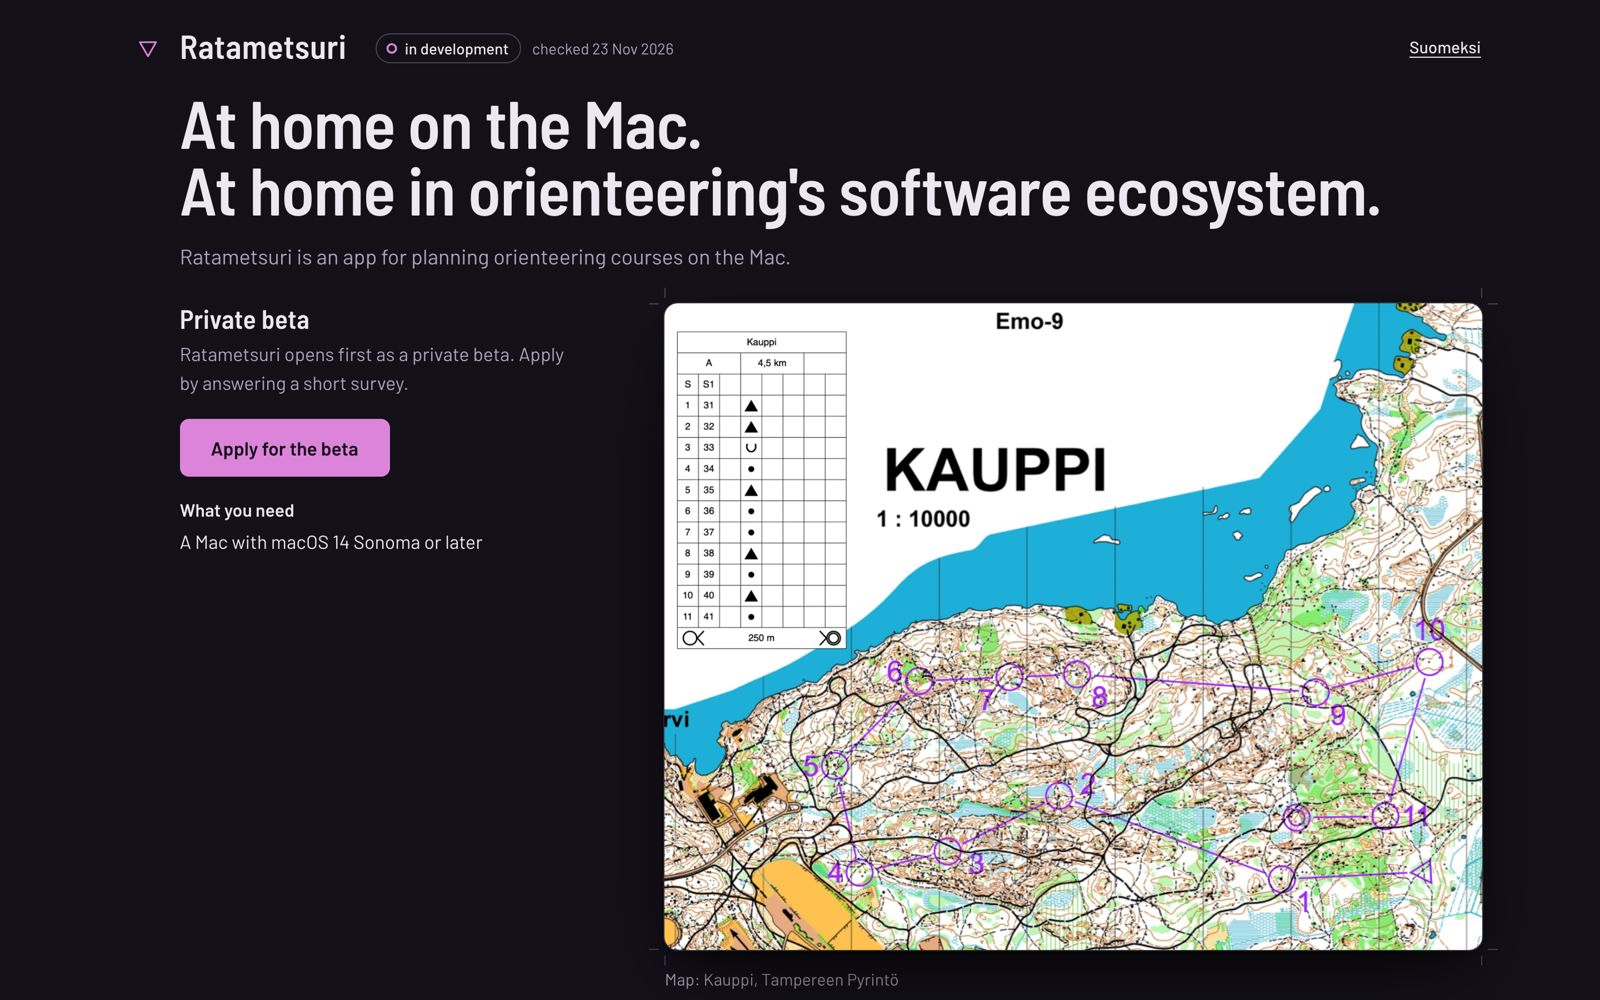 Ratametsuri
in development
checked 23 Nov 2026
Suomeksi
At home on the Mac.
At home in orienteering's software ecosystem.
Ratametsuri is an app for planning orienteering courses on the Mac.
Private beta
Ratametsuri opens first as a private beta. Apply
by answering a short survey.
Apply for the beta
What you need
A Mac with macOS 14 Sonoma or later
Emo-9
Kauppi
A 4,5 km
S S1
1 31
2 32
3 33
4 34
5 35
6 36
7 37
8 38
9 39
10 40
11 41
250 m
KAUPPI
1 : 10000
rvi
10
6
7
8
9
5
2
11
3
4
1
Map: Kauppi, Tampereen Pyrintö